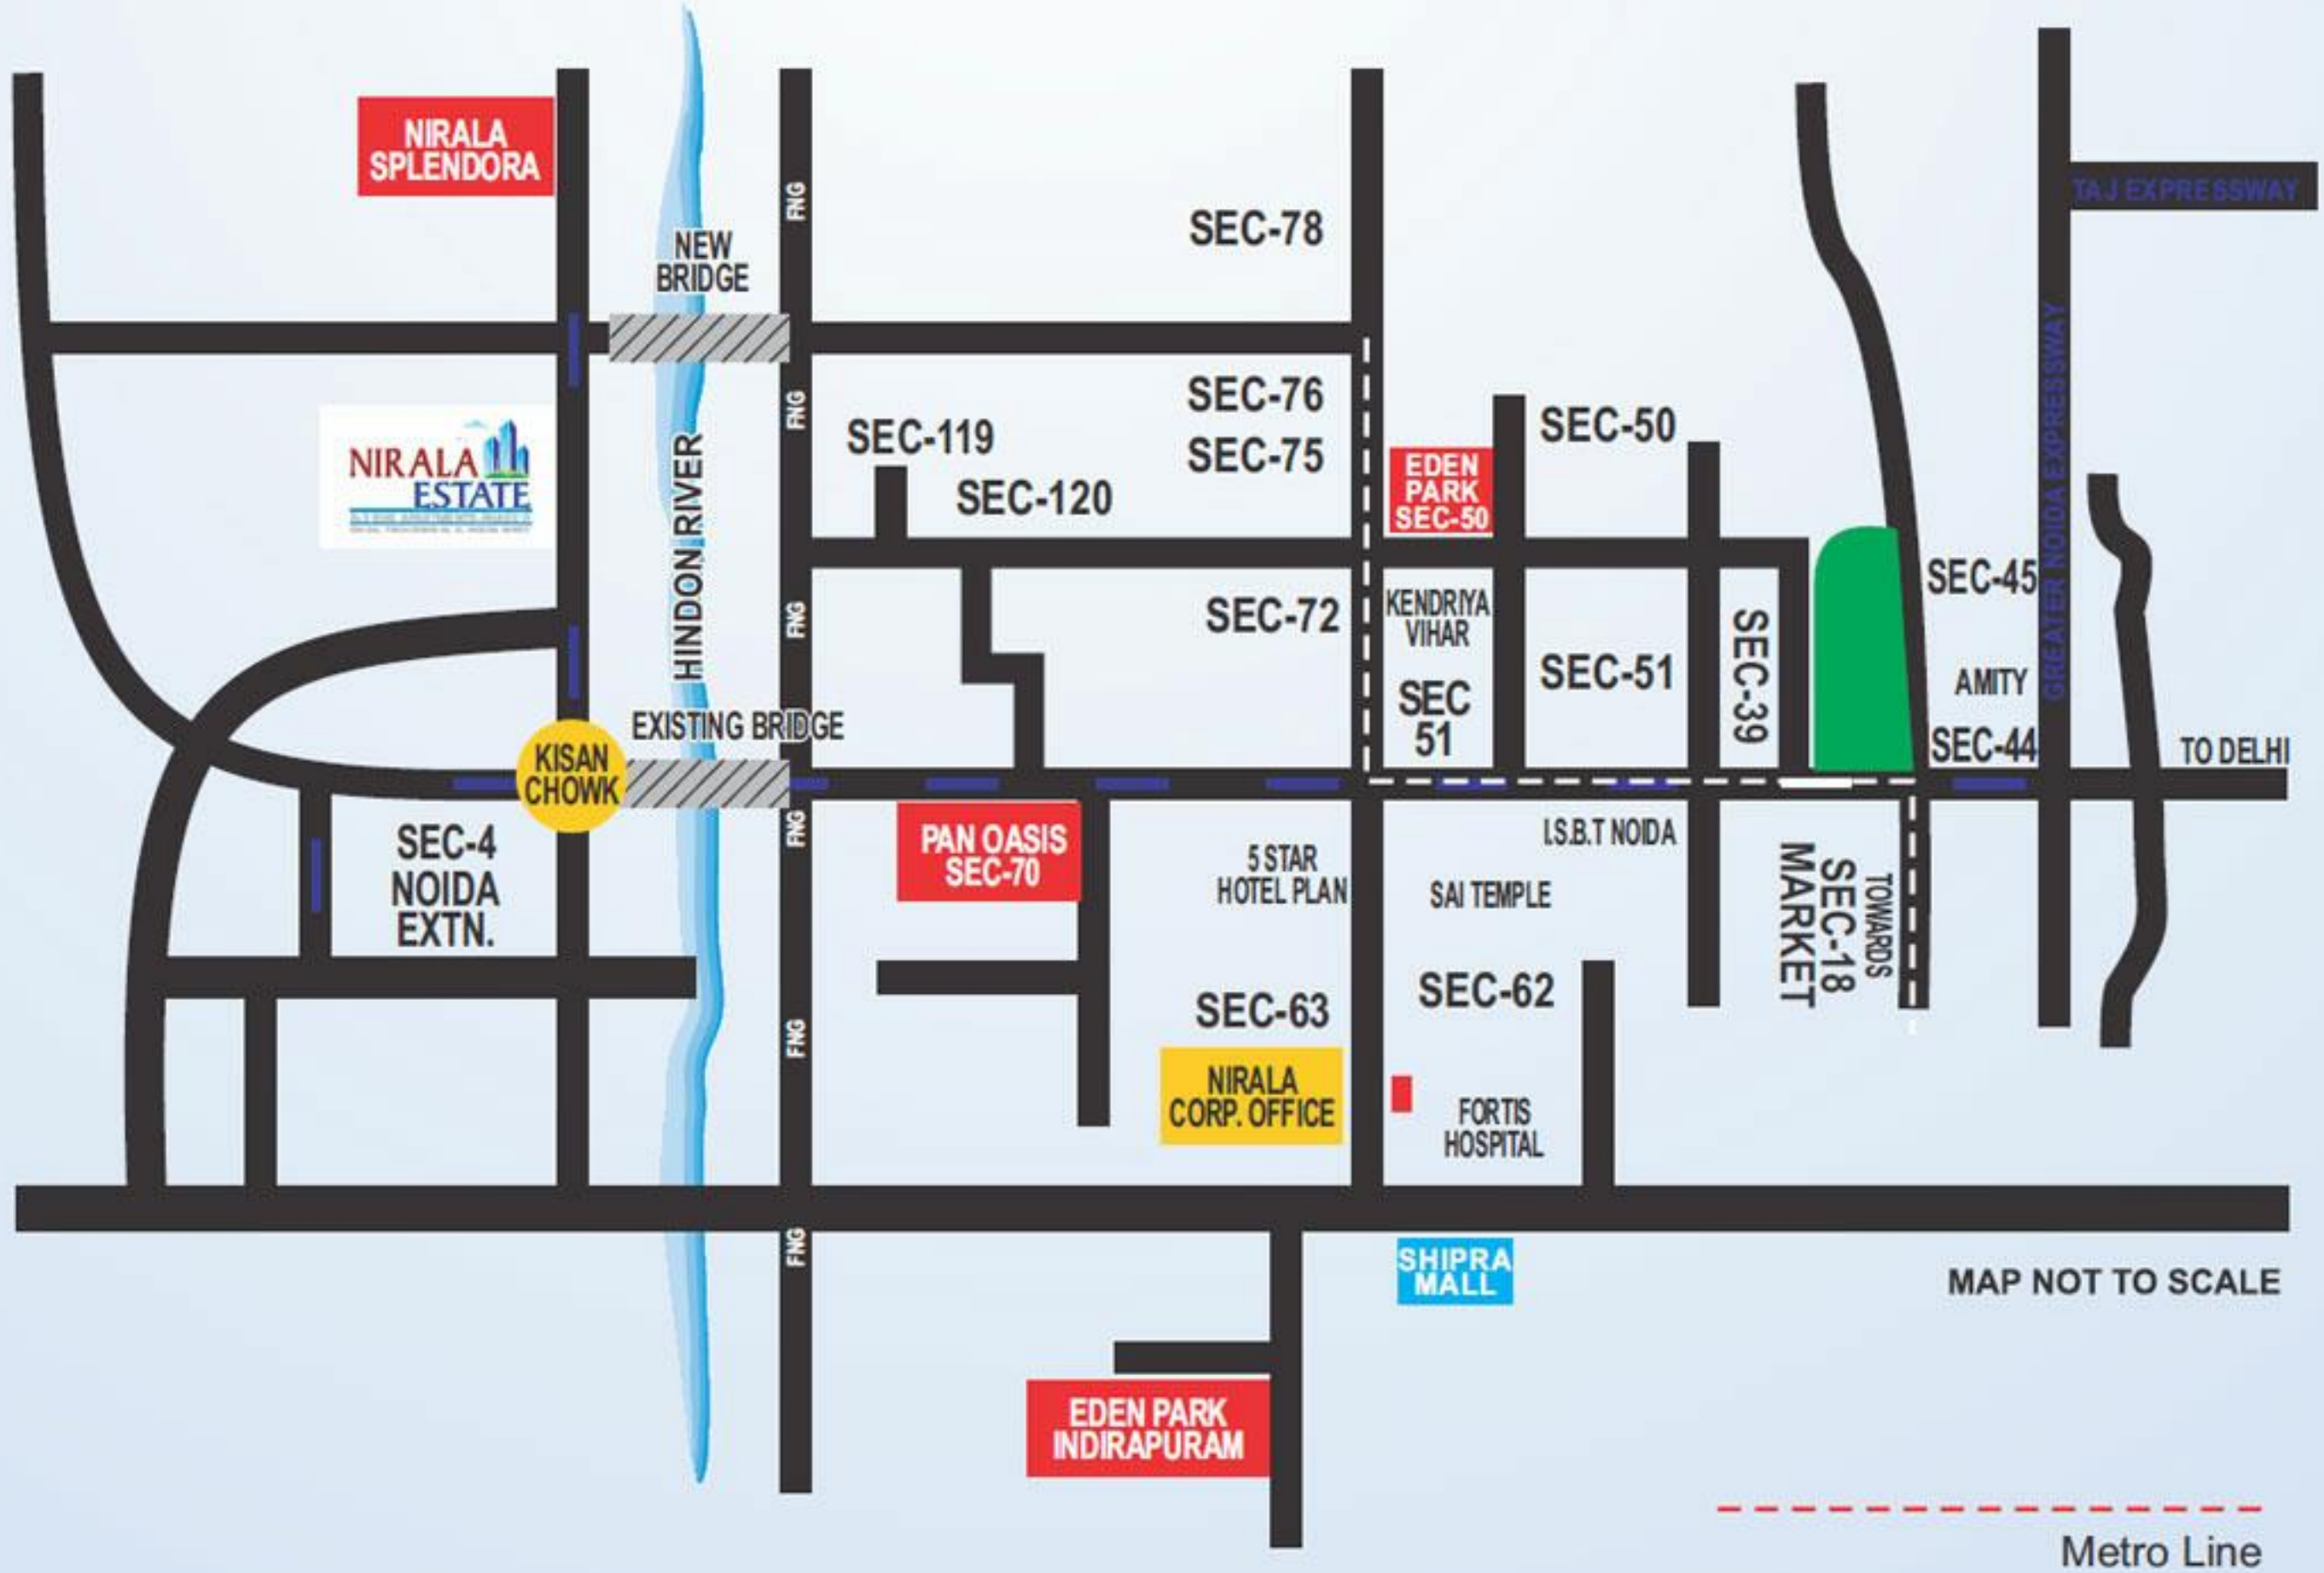 NIRALA
SPLENDORA
NEW
BRIDGE
FNG
SEC-78
TAJ EXPRESSWAY
GREATER NOIDA EXPRESSWAY
NIRALA
ESTATE
HINDON RIVER
FNG
SEC-119
SEC-120
SEC-76
SEC-75
EDEN
PARK
SEC-50
SEC-50
FNG
SEC-72
KENDRIYA
VIHAR
SEC
51
SEC-51
SEC-39
SEC-45
AMITY
SEC-44
TO DELHI
EXISTING BRIDGE
KISAN
CHOWK
SEC-4
NOIDA
EXTN.
FNG
PAN OASIS
SEC-70
5 STAR
HOTEL PLAN
I.S.B.T NOIDA
SAI TEMPLE
TOWARDS
SEC-18
MARKET
SEC-62
SEC-63
FNG
NIRALA
CORP. OFFICE
FORTIS
HOSPITAL
FNG
SHIPRA
MALL
MAP NOT TO SCALE
EDEN PARK
INDIRAPURAM
Metro Line